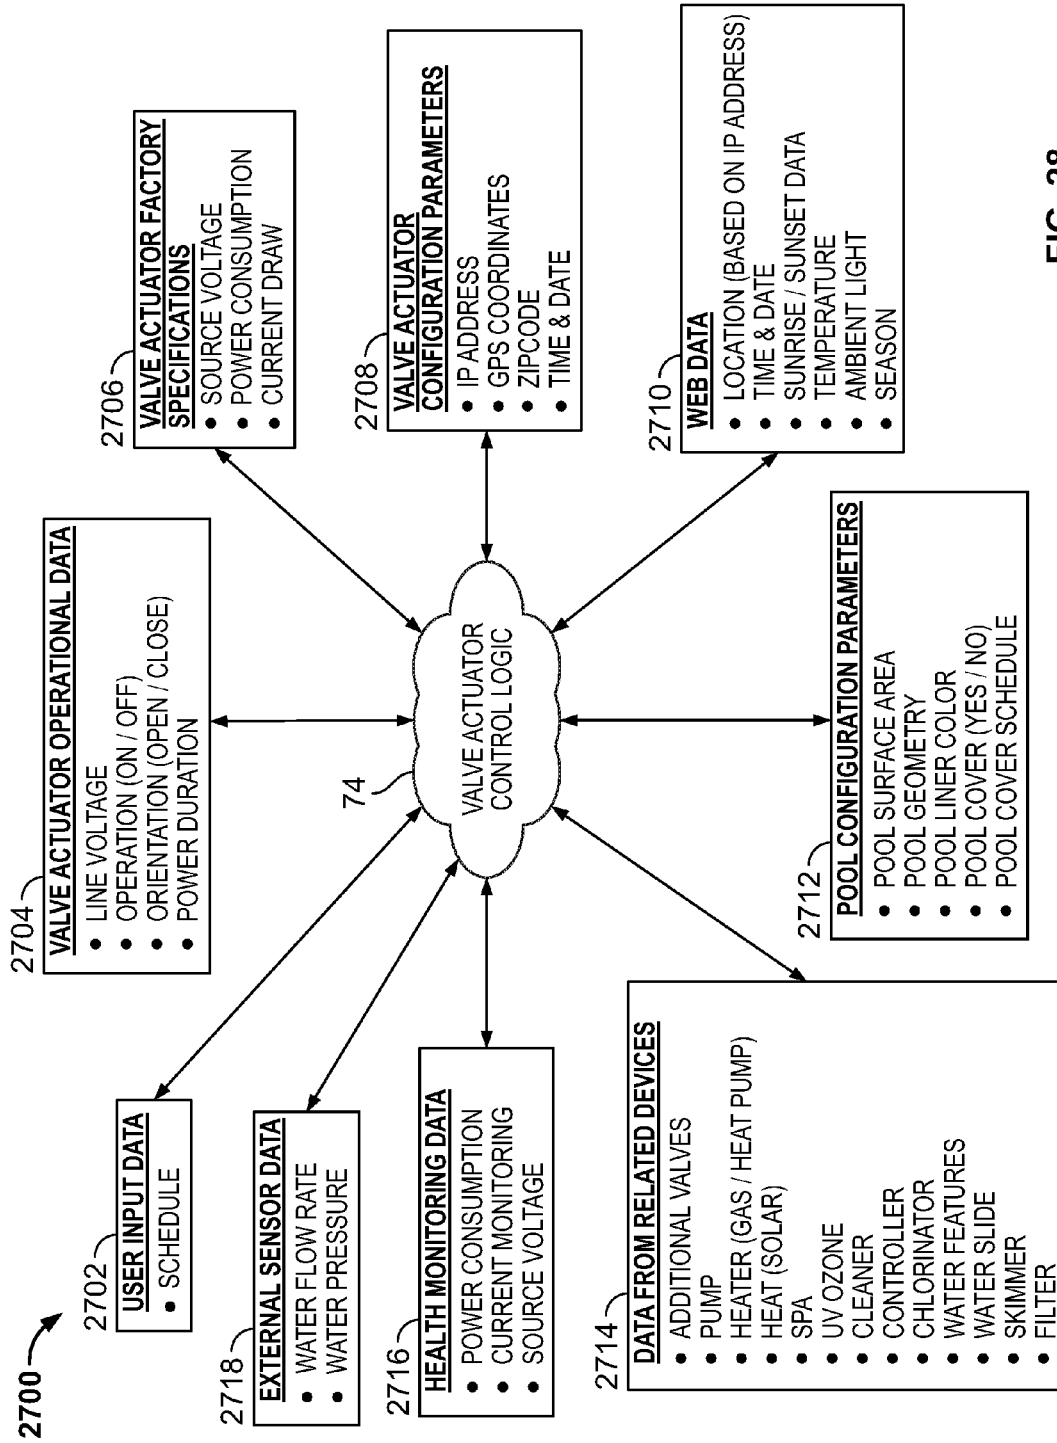 2700
2702
USER INPUT DATA
• SCHEDULE
2704
VALVE ACTUATOR OPERATIONAL DATA
• LINE VOLTAGE
• OPERATION (ON / OFF)
• ORIENTATION (OPEN / CLOSE)
• POWER DURATION
2706
VALVE ACTUATOR FACTORY
SPECIFICATIONS
• SOURCE VOLTAGE
• POWER CONSUMPTION
• CURRENT DRAW
2718
EXTERNAL SENSOR DATA
• WATER FLOW RATE
• WATER PRESSURE
74
VALVE ACTUATOR
CONTROL LOGIC
2708
VALVE ACTUATOR
CONFIGURATION PARAMETERS
• IP ADDRESS
• GPS COORDINATES
• ZIPCODE
• TIME & DATE
2716
HEALTH MONITORING DATA
• POWER CONSUMPTION
• CURRENT MONITORING
• SOURCE VOLTAGE
2714
DATA FROM RELATED DEVICES
• ADDITIONAL VALVES
• PUMP
• HEATER (GAS / HEAT PUMP)
• HEAT (SOLAR)
• SPA
• UV OZONE
• CLEANER
• CONTROLLER
• CHLORINATOR
• WATER FEATURES
• WATER SLIDE
• SKIMMER
• FILTER
2712
POOL CONFIGURATION PARAMETERS
• POOL SURFACE AREA
• POOL GEOMETRY
• POOL LINER COLOR
• POOL COVER (YES / NO)
• POOL COVER SCHEDULE
2710
WEB DATA
• LOCATION (BASED ON IP ADDRESS)
• TIME & DATE
• SUNRISE / SUNSET DATA
• TEMPERATURE
• AMBIENT LIGHT
• SEASON
FIG. 28